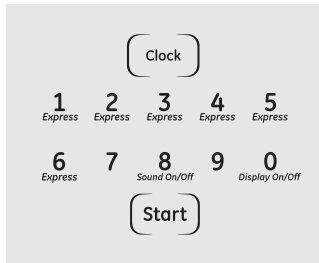 Clock
1 2 3 4 5
Express Express Express Express Express
6 7 8 9 0
Express Sound On/Off Display On/Off
Start